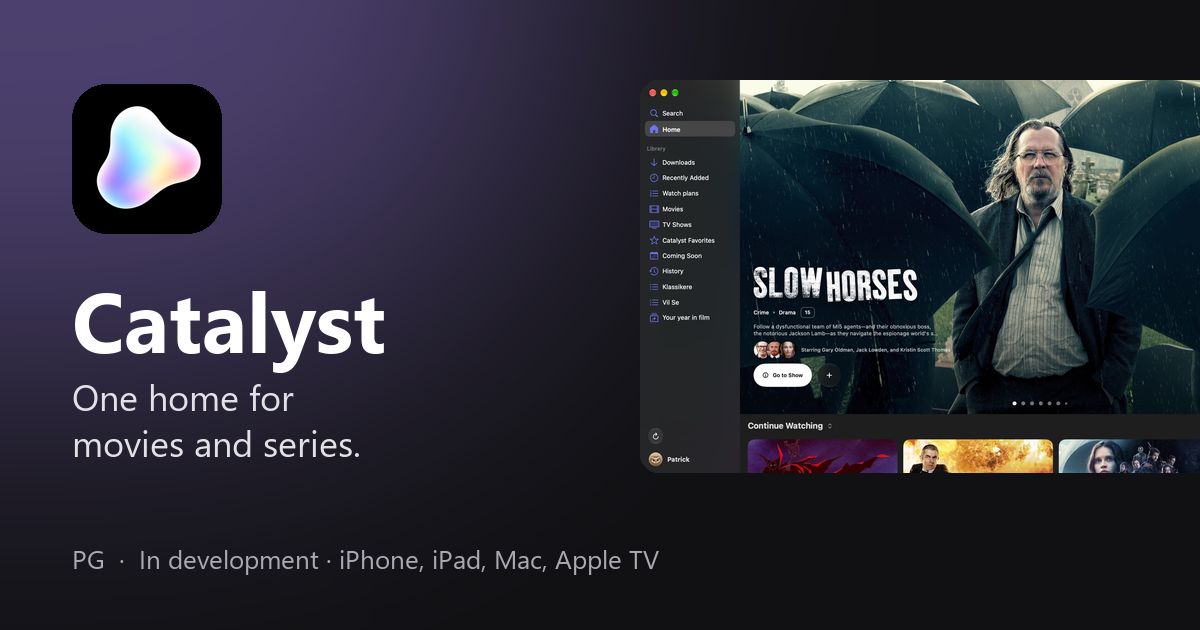 Catalyst
One home for
movies and series.
PG · In development · iPhone, iPad, Mac, Apple TV
Search
Home
Library
Downloads
Recently Added
Watch plans
Movies
TV Shows
Catalyst Favorites
Coming Soon
History
Klassikere
Vil Se
Your year in film
Patrick
SLOW HORSES
Crime • Drama 15
Follow a dysfunctional team of MI5 agents—and their obnoxious boss,
the notorious Jackson Lamb—as they navigate the espionage world's s...
Starring Gary Oldman, Jack Lowden, and Kristin Scott Thomas
Go to Show
Continue Watching